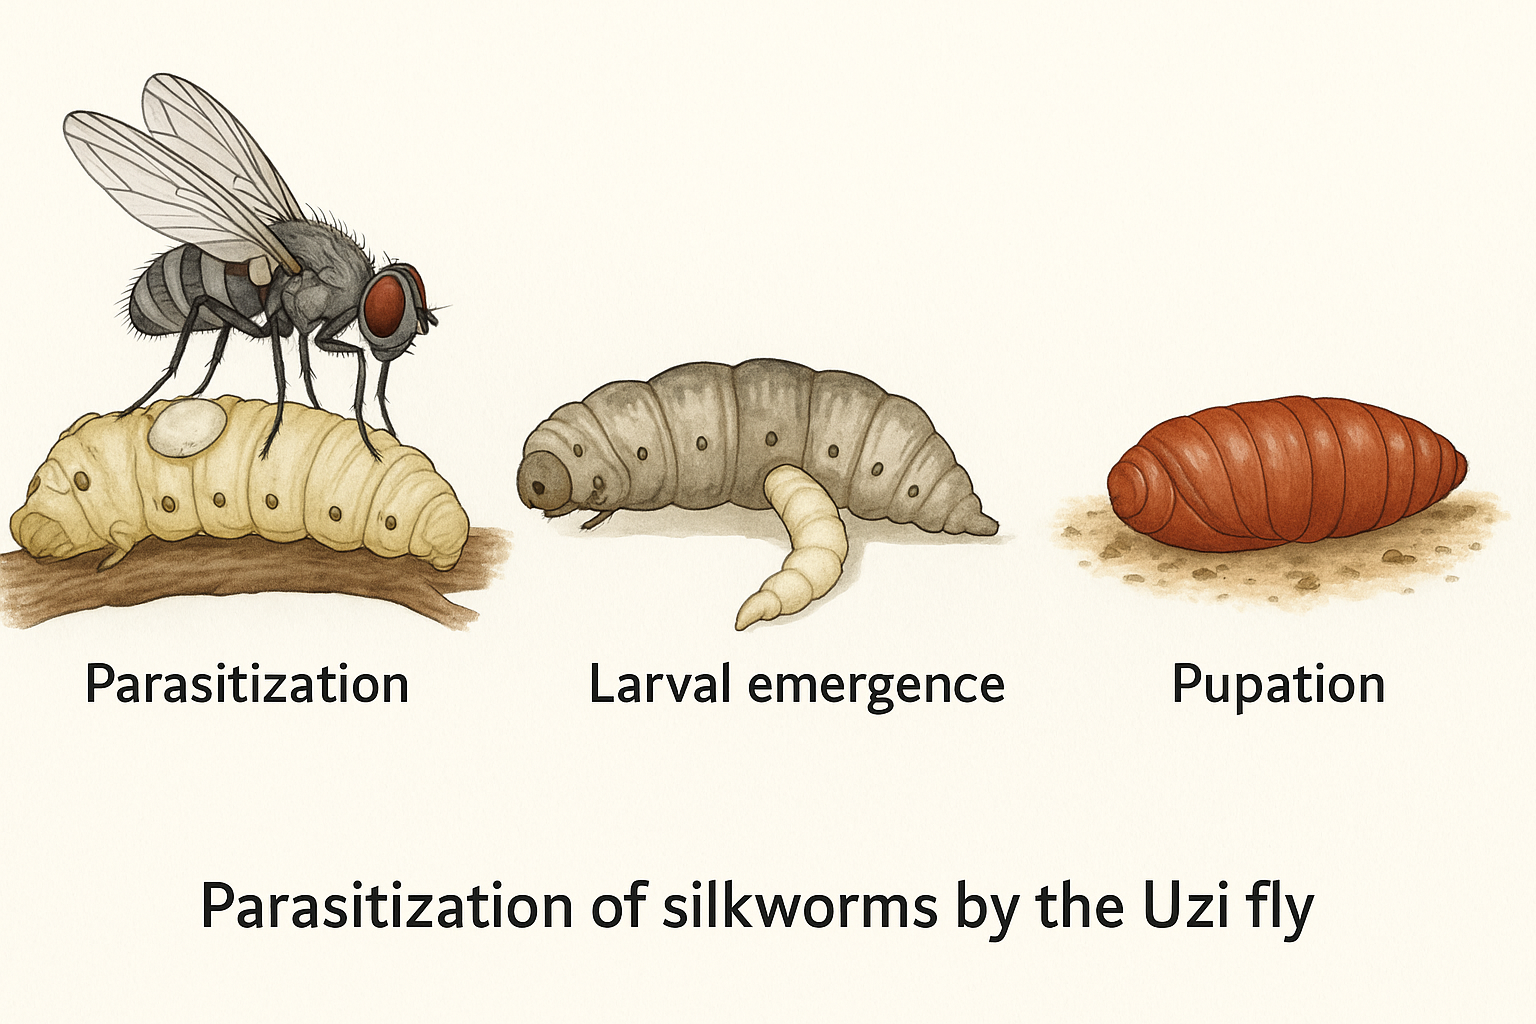 Parasitization
Larval emergence
Pupation
Parasitization of silkworms by the Uzi fly